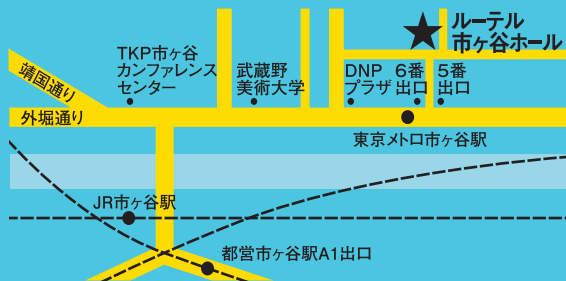 ルーテル
市ヶ谷ホール
靖国通り
TKP市ヶ谷
カンファレンス
センター
武蔵野
美術大学
DNP
プラザ
6番
出口
5番
出口
外堀通り
東京メトロ市ヶ谷駅
JR市ヶ谷駅
都営市ヶ谷駅A1出口